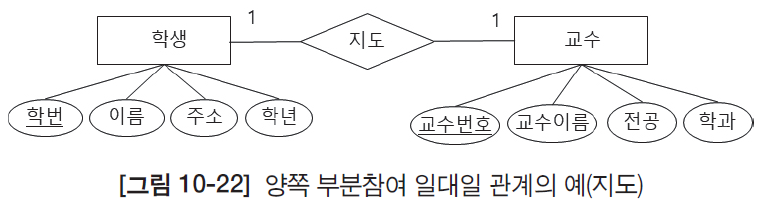 학생 1 지도 1 교수
학번 이름 주소 학년 교수번호 교수이름 전공 학과
[그림 10-22] 양쪽 부분참여 일대일 관계의 예(지도)